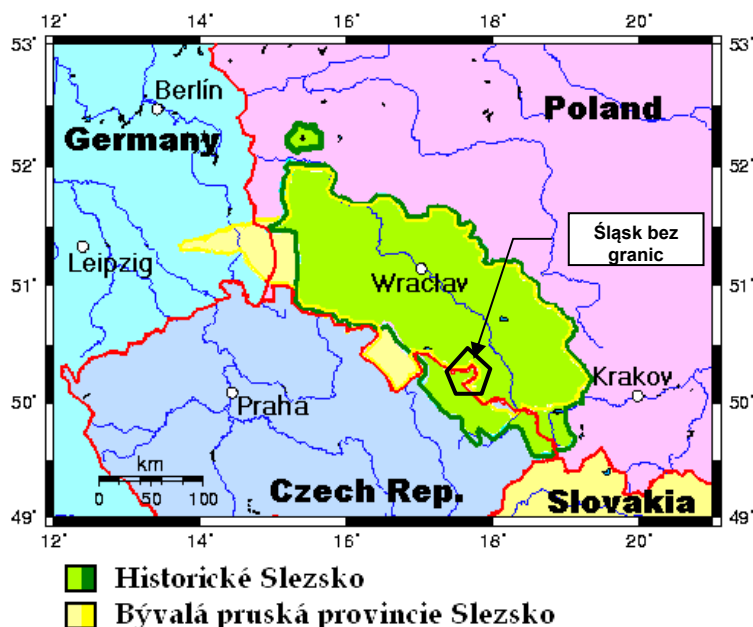 12° 14° 16° 18° 20°
53° 53°
Berlín
Poland
Germany
52° 52°
Śląsk bez
granic
Leipzig
Wracłav
51° 51°
Krakov
50° 50°
Praha
km
0 50 100
Czech Rep.
Slovakia
49° 49°
12° 14° 16° 18° 20°
Historické Slezsko
Bývalá pruská provincie Slezsko